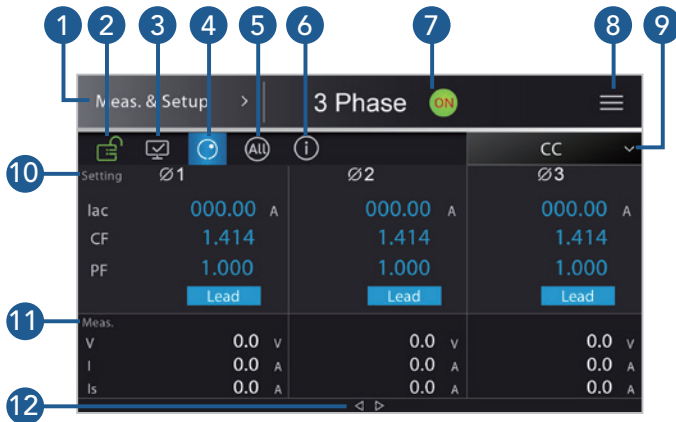 1 2 3 4 5 6 7 8 9
Meas. & Setup > 3 Phase ON
All i CC
10 Setting Ø1 Ø2 Ø3
Iac 000.00 A 000.00 A 000.00 A
CF 1.414 1.414 1.414
PF 1.000 1.000 1.000
Lead Lead Lead
11 Meas.
V 0.0 V 0.0 V 0.0 V
I 0.0 A 0.0 A 0.0 A
Is 0.0 A 0.0 A 0.0 A
12